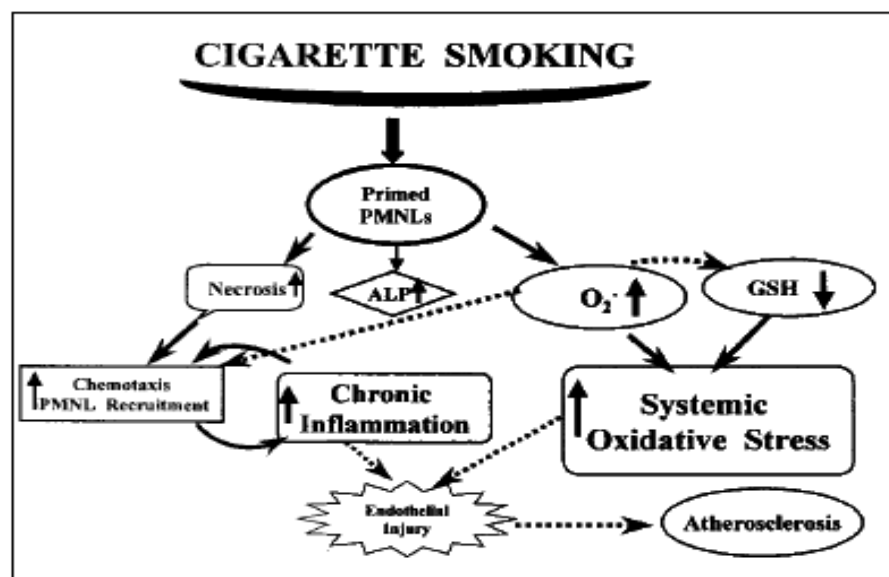 CIGARETTE SMOKING
Primed
PMNLs
Necrosis
ALP
O₂⁻
GSH
Chemotaxis
PMNL Recruitment
Chronic
Inflammation
Systemic
Oxidative Stress
Endothelial
Injury
Atherosclerosis